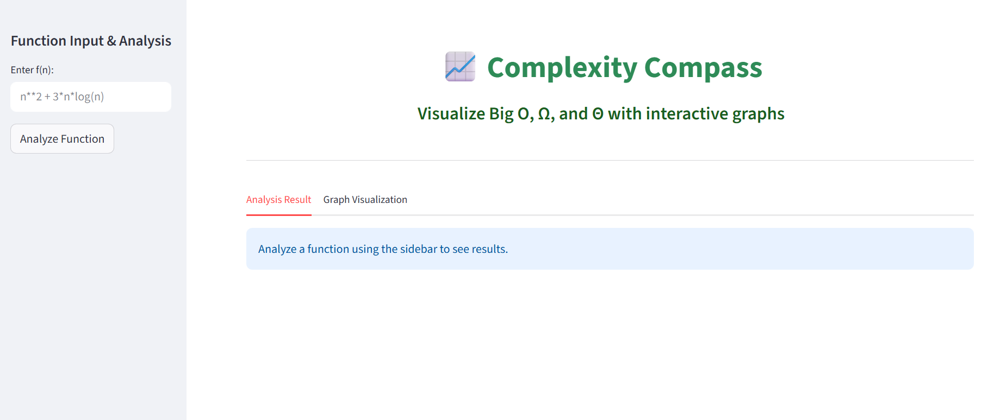 Function Input & Analysis
Enter f(n):
n**2 + 3*n*log(n)
Analyze Function
Complexity Compass
Visualize Big O, Ω, and Θ with interactive graphs
Analysis Result
Graph Visualization
Analyze a function using the sidebar to see results.